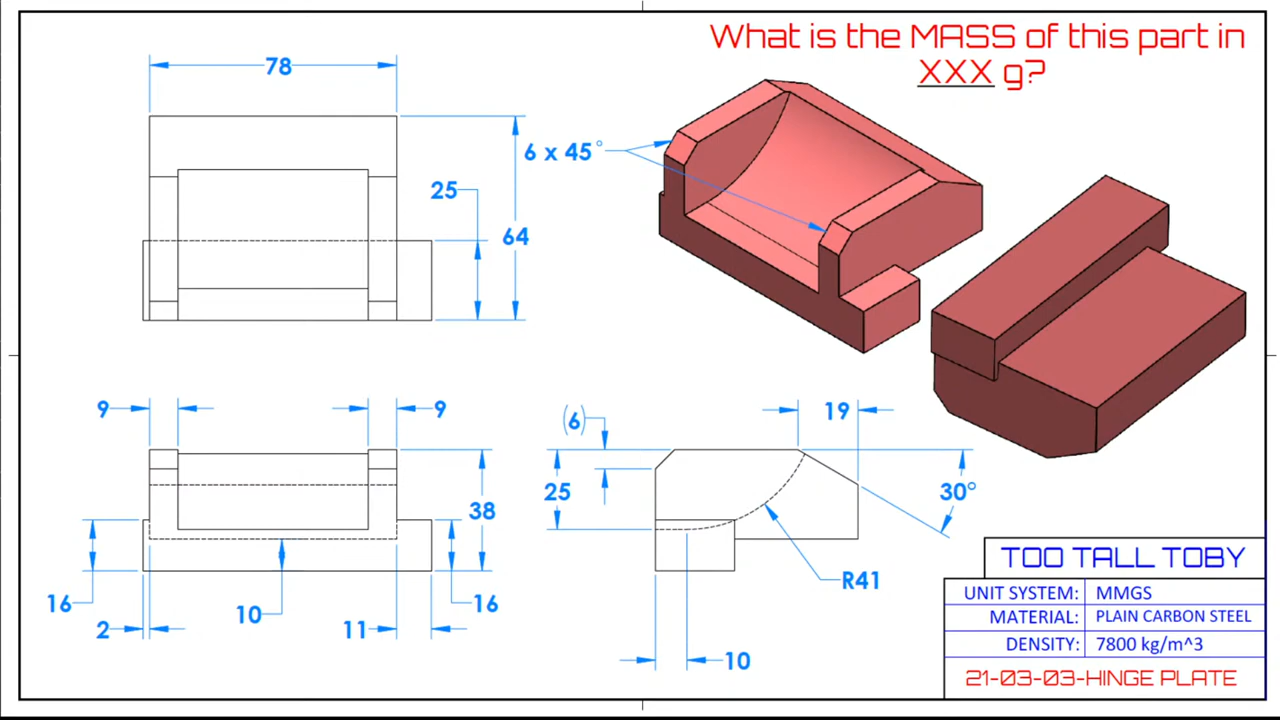 What is the MASS of this part in
XXX g?
78
6 x 45°
25
64
9
9
(6)
19
25
38
30°
16
10
16
R41
2
11
10
TOO TALL TOBY
UNIT SYSTEM: MMGS
MATERIAL: PLAIN CARBON STEEL
DENSITY: 7800 kg/m^3
21-03-03-HINGE PLATE